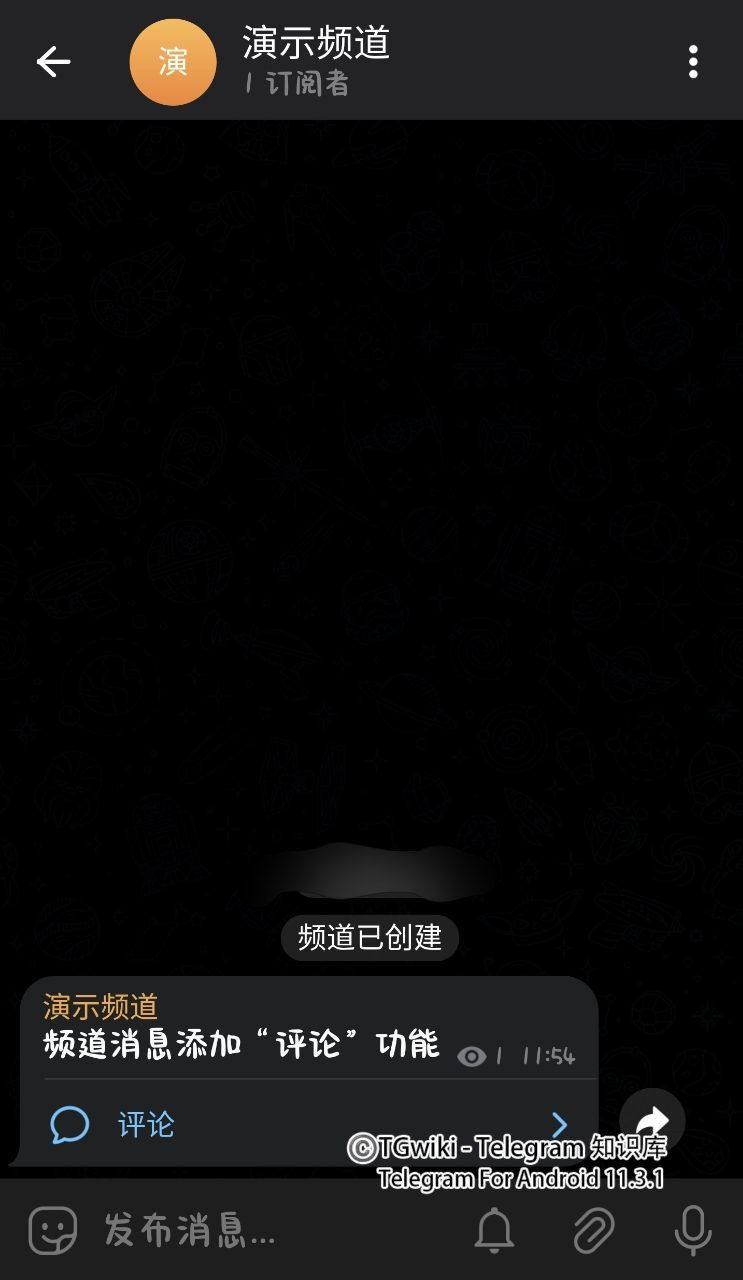 演
演示频道
1 订阅者
频道已创建
演示频道
频道消息添加“评论”功能
1 11:54
评论
©TGwiki - Telegram 知识库
Telegram For Android 11.3.1
发布消息...